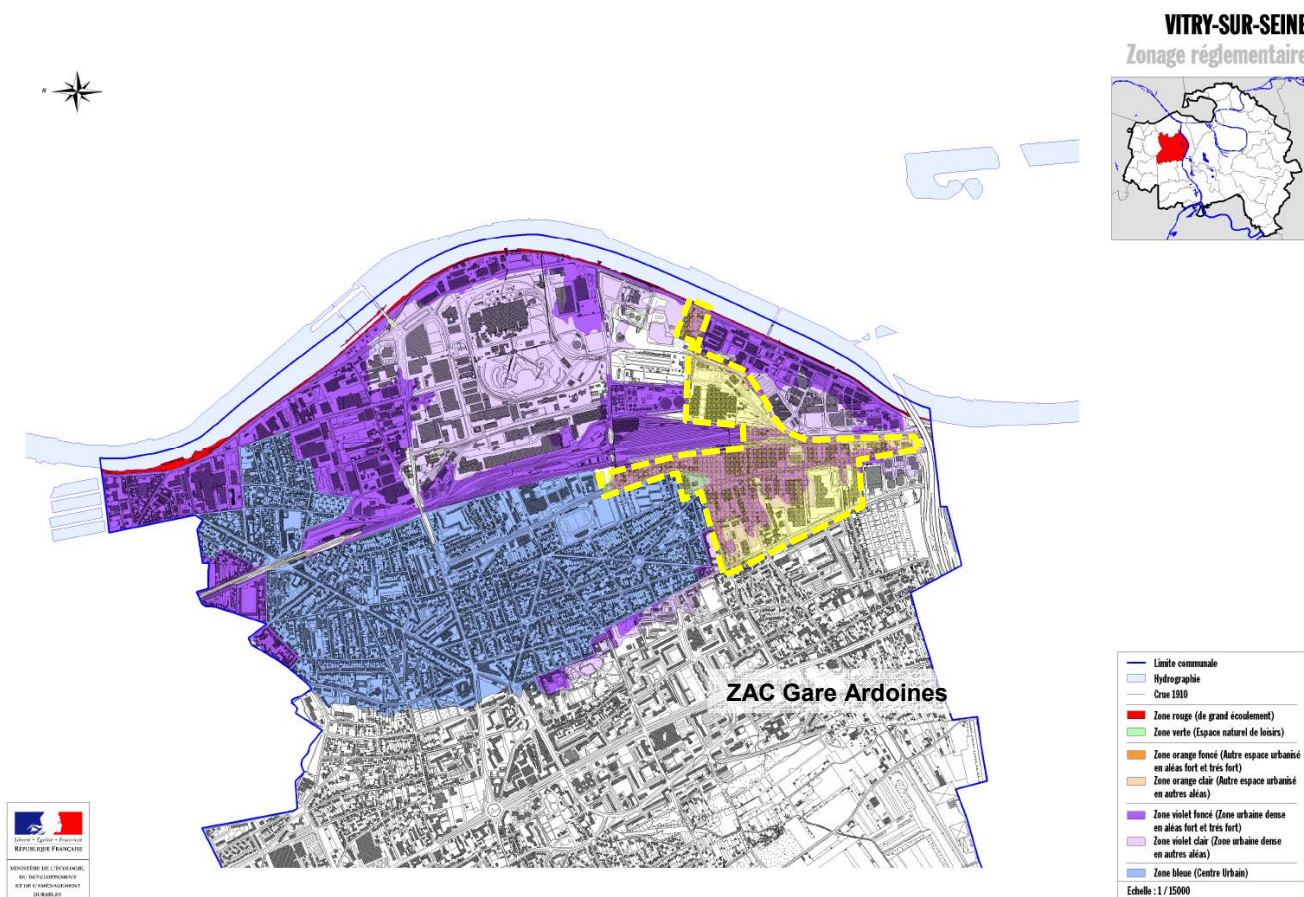 VITRY-SUR-SEINE
Zonage réglementaire
N
ZAC Gare Ardoines
Limite communale
Hydrographie
Crue 1910
Zone rouge (de grand écoulement)
Zone verte (Espace naturel de loisirs)
Zone orange foncé (Autre espace urbanisé
en aléas fort et trés fort)
Zone orange clair (Autre espace urbanisé
en autres aléas)
Zone violet foncé (Zone urbaine dense
en aléas fort et trés fort)
Zone violet clair (Zone urbaine dense
en autres aléas)
Zone bleue (Centre Urbain)
Echelle : 1 / 15000
Liberté • Égalité • Fraternité
RÉPUBLIQUE FRANÇAISE
MINISTÈRE DE L'ÉCOLOGIE,
DU DÉVELOPPEMENT
ET DE L'AMÉNAGEMENT
DURABLES